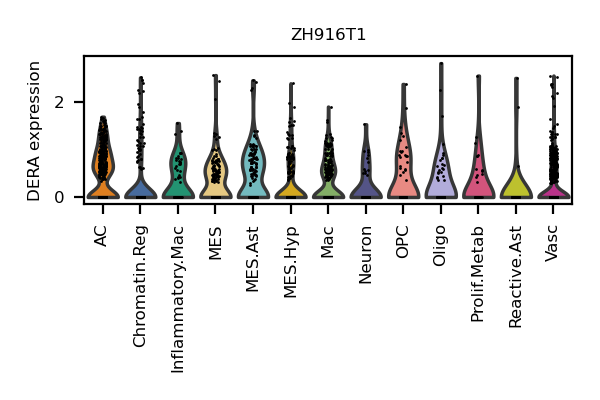 ZH916T1
DERA expression
2
0
AC
Chromatin.Reg
Inflammatory.Mac
MES
MES.Ast
MES.Hyp
Mac
Neuron
OPC
Oligo
Prolif.Metab
Reactive.Ast
Vasc